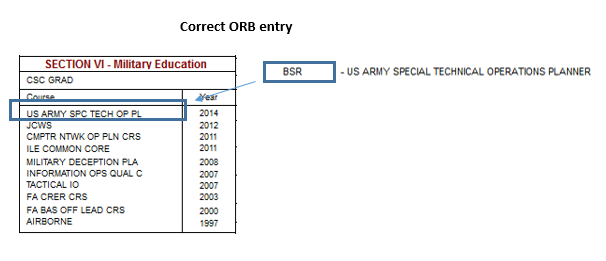 Correct ORB entry
SECTION VI - Military Education
CSC GRAD
Course Year
US ARMY SPC TECH OP PL 2014
JCWS 2012
CMPTR NTWK OP PLN CRS 2011
ILE COMMON CORE 2011
MILITARY DECEPTION PLA 2008
INFORMATION OPS QUAL C 2007
TACTICAL IO 2007
FA CRER CRS 2003
FA BAS OFF LEAD CRS 2000
AIRBORNE 1997
BSR - US ARMY SPECIAL TECHNICAL OPERATIONS PLANNER